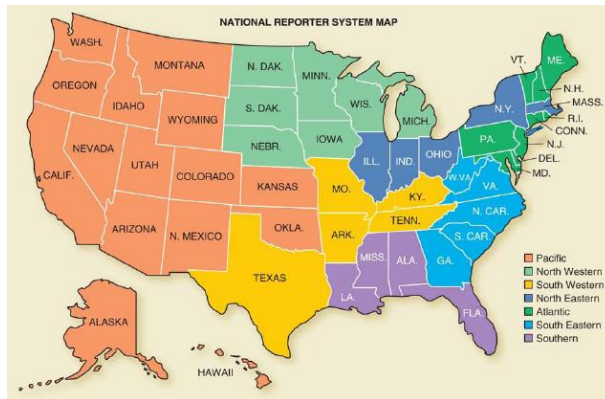 NATIONAL REPORTER SYSTEM MAP
WASH.
OREGON
IDAHO
MONTANA
WYOMING
NEVADA
UTAH
COLORADO
CALIF.
ARIZONA
N. MEXICO
KANSAS
OKLA.
TEXAS
N. DAK.
S. DAK.
NEBR.
MINN.
IOWA
WIS.
MICH.
MO.
ARK.
KY.
TENN.
ILL.
IND.
OHIO
N.Y.
PA.
VT.
ME.
N.H.
MASS.
R.I.
CONN.
N.J.
DEL.
MD.
W.VA.
VA.
N. CAR.
S. CAR.
GA.
LA.
MISS.
ALA.
FLA.
ALASKA
HAWAII
Pacific
North Western
South Western
North Eastern
Atlantic
South Eastern
Southern